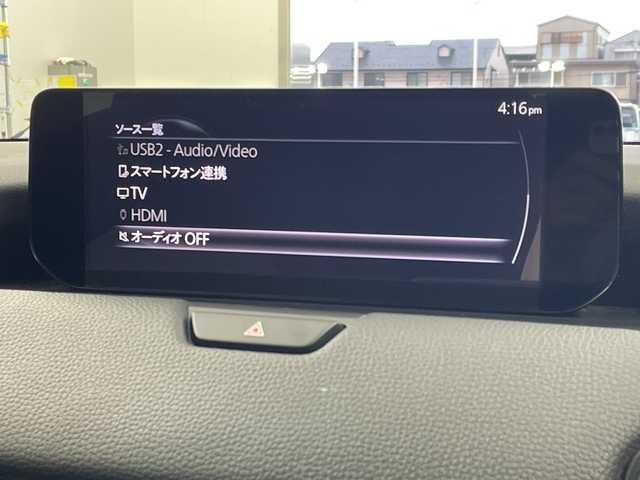 4:16pm
ソース一覧
USB2 - Audio/Video
スマートフォン連携
TV
HDMI
オーディオ OFF